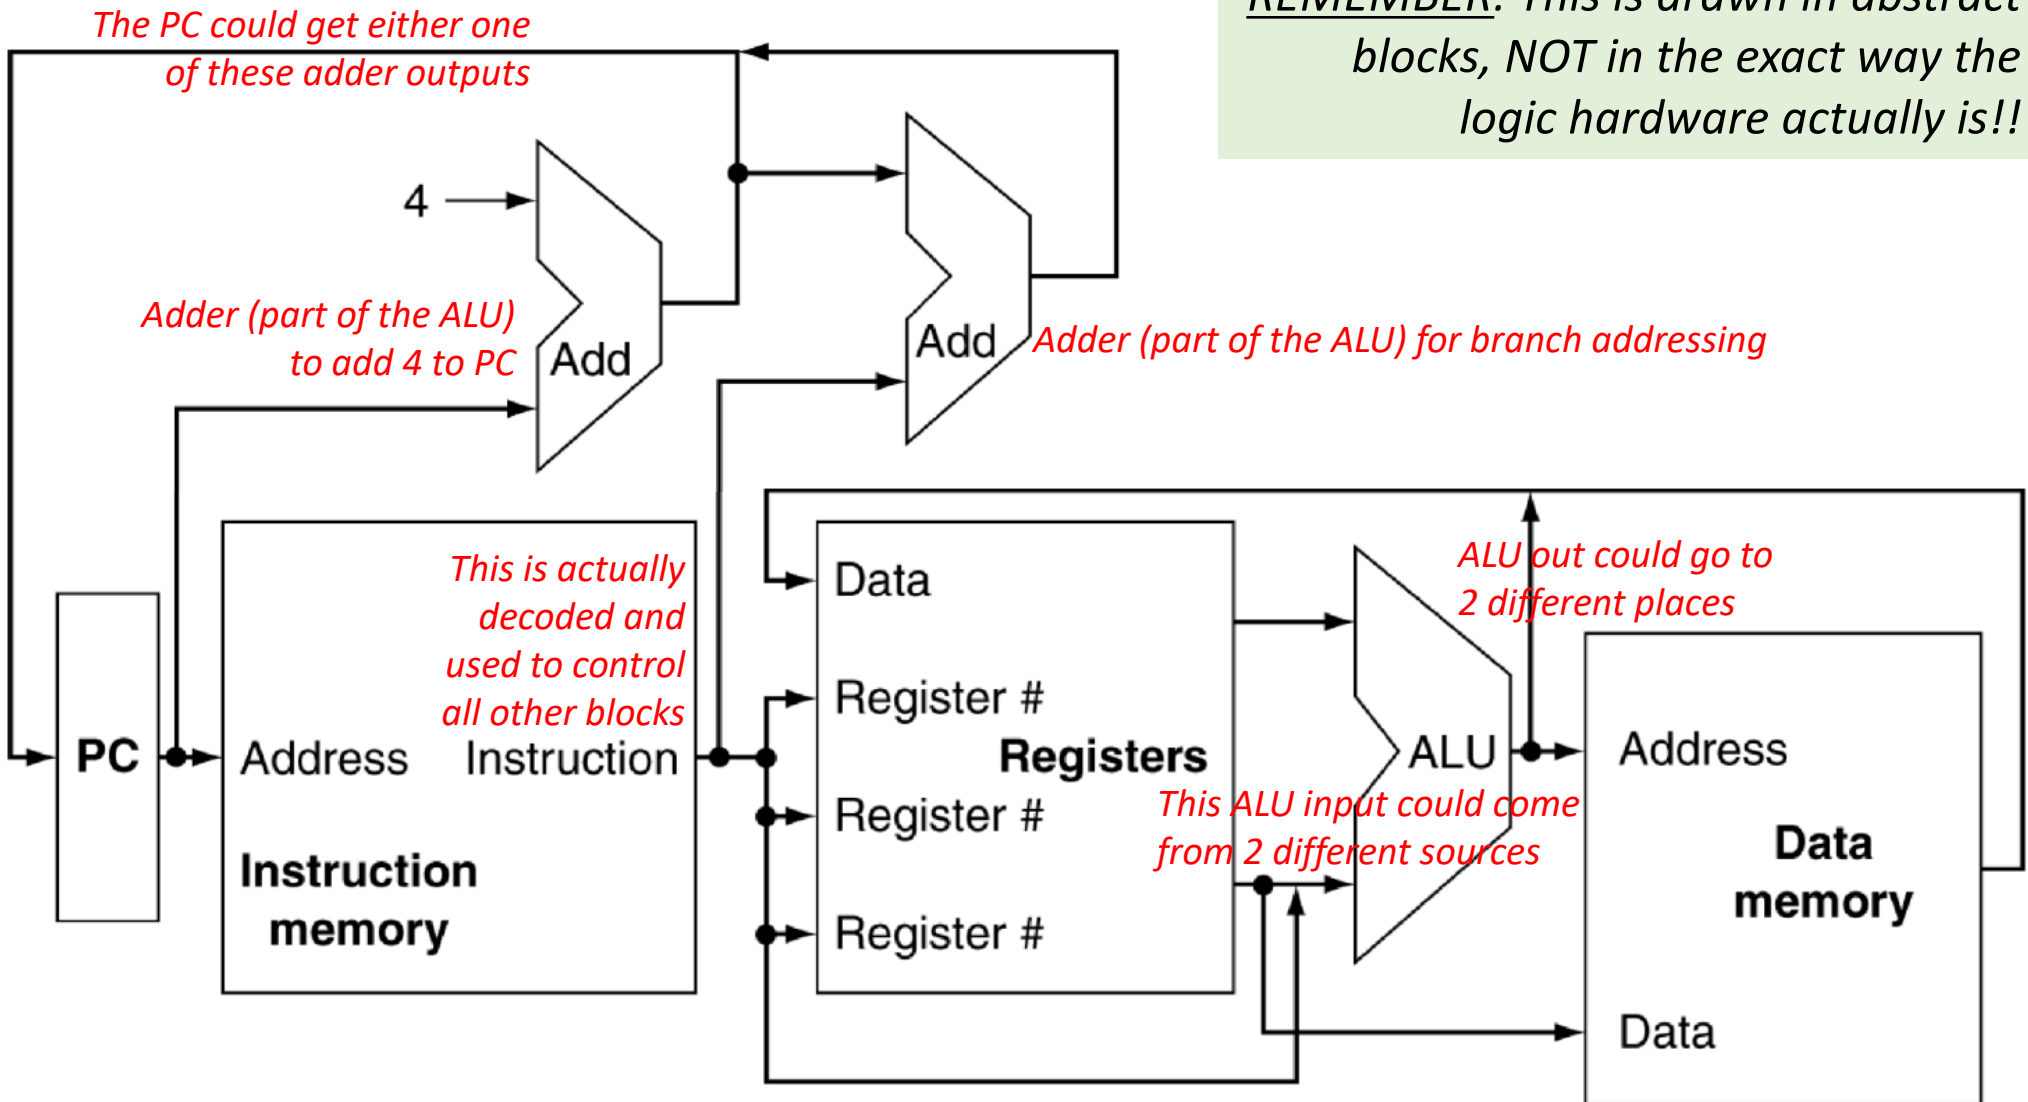 The PC could get either one
of these adder outputs
REMEMBER: This is drawn in abstract
blocks, NOT in the exact way the
logic hardware actually is!!
4
Adder (part of the ALU)
to add 4 to PC
Add
Add
Adder (part of the ALU) for branch addressing
This is actually
decoded and
used to control
all other blocks
Data
ALU out could go to
2 different places
Register #
PC
Address
Instruction
Registers
ALU
Address
This ALU input could come
from 2 different sources
Register #
Instruction
memory
Data
memory
Register #
Data